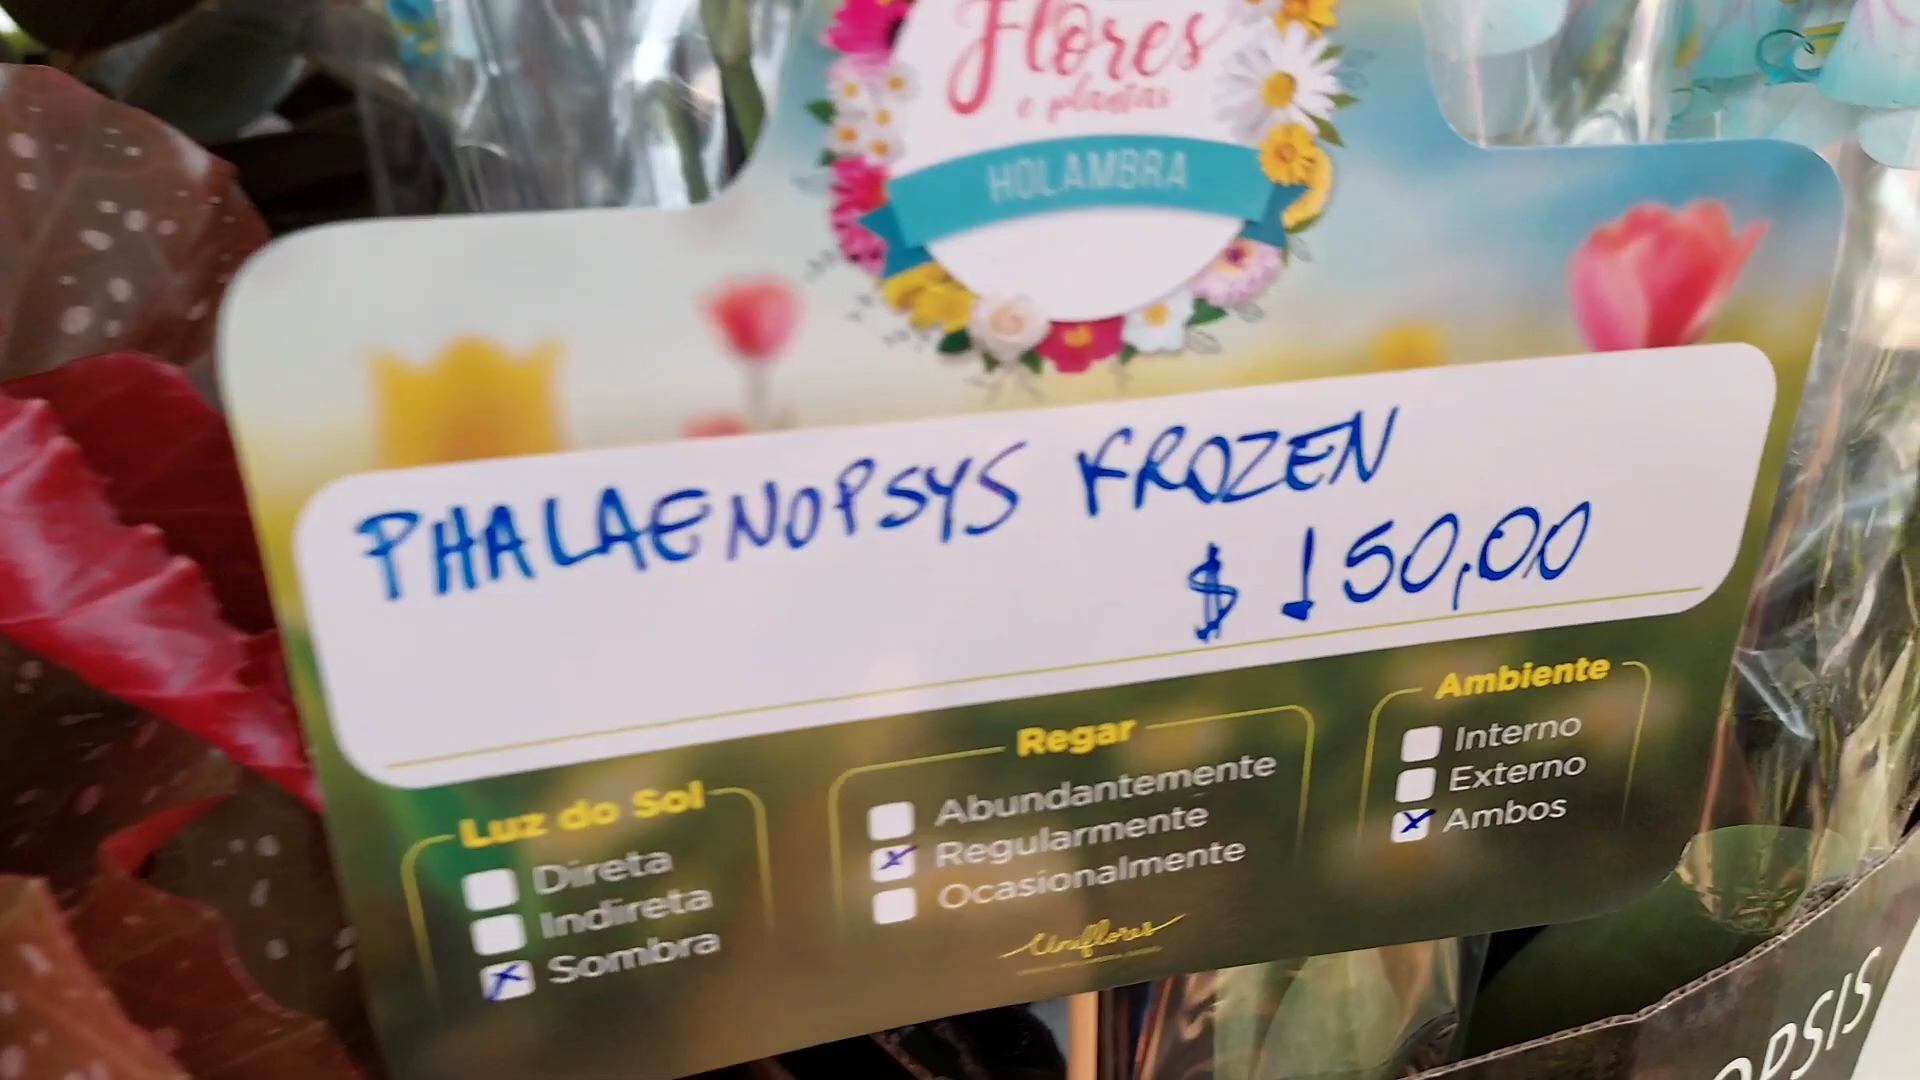 Flores
e plantas
HOLAMBRA
PHALAENOPSYS FROZEN
$ 150,00
Luz do Sol
Direta
Indireta
Sombra
Regar
Abundantemente
Regularmente
Ocasionalmente
Uniflores
Ambiente
Interno
Externo
Ambos
OPSIS